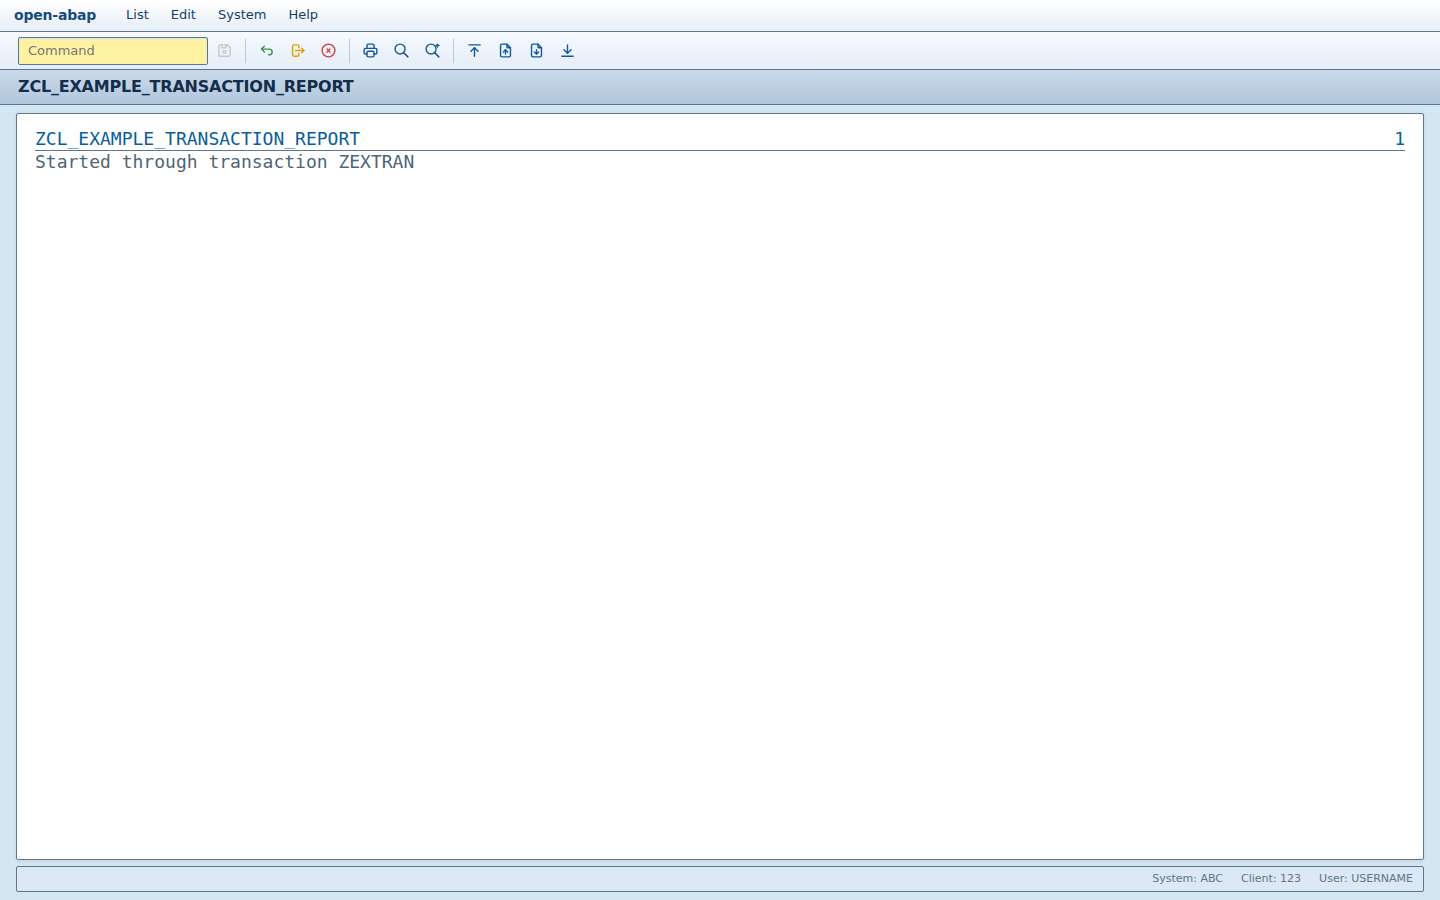 open-abap List Edit System Help
Command
ZCL_EXAMPLE_TRANSACTION_REPORT
ZCL_EXAMPLE_TRANSACTION_REPORT 1
Started through transaction ZEXTRAN
System: ABC Client: 123 User: USERNAME